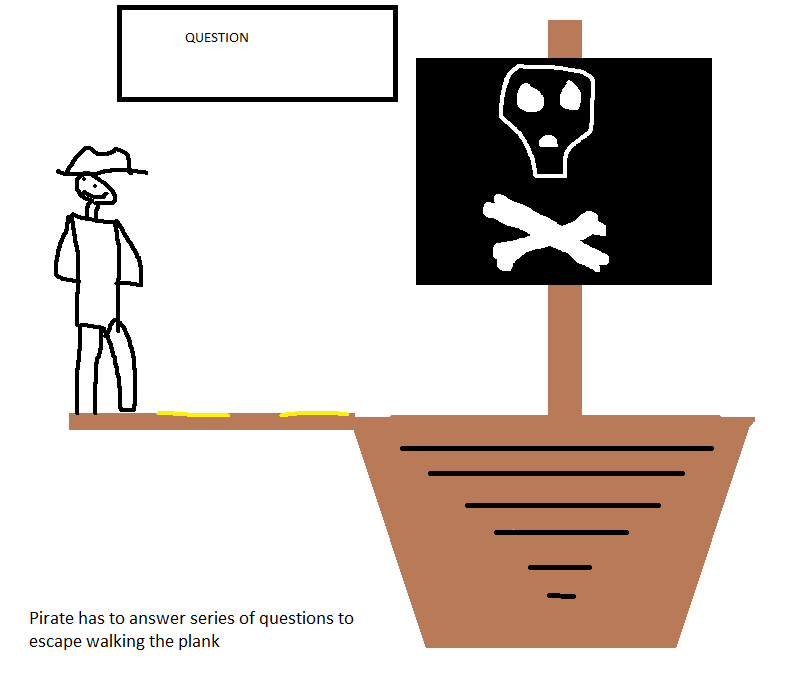 QUESTION
Pirate has to answer series of questions to
escape walking the plank